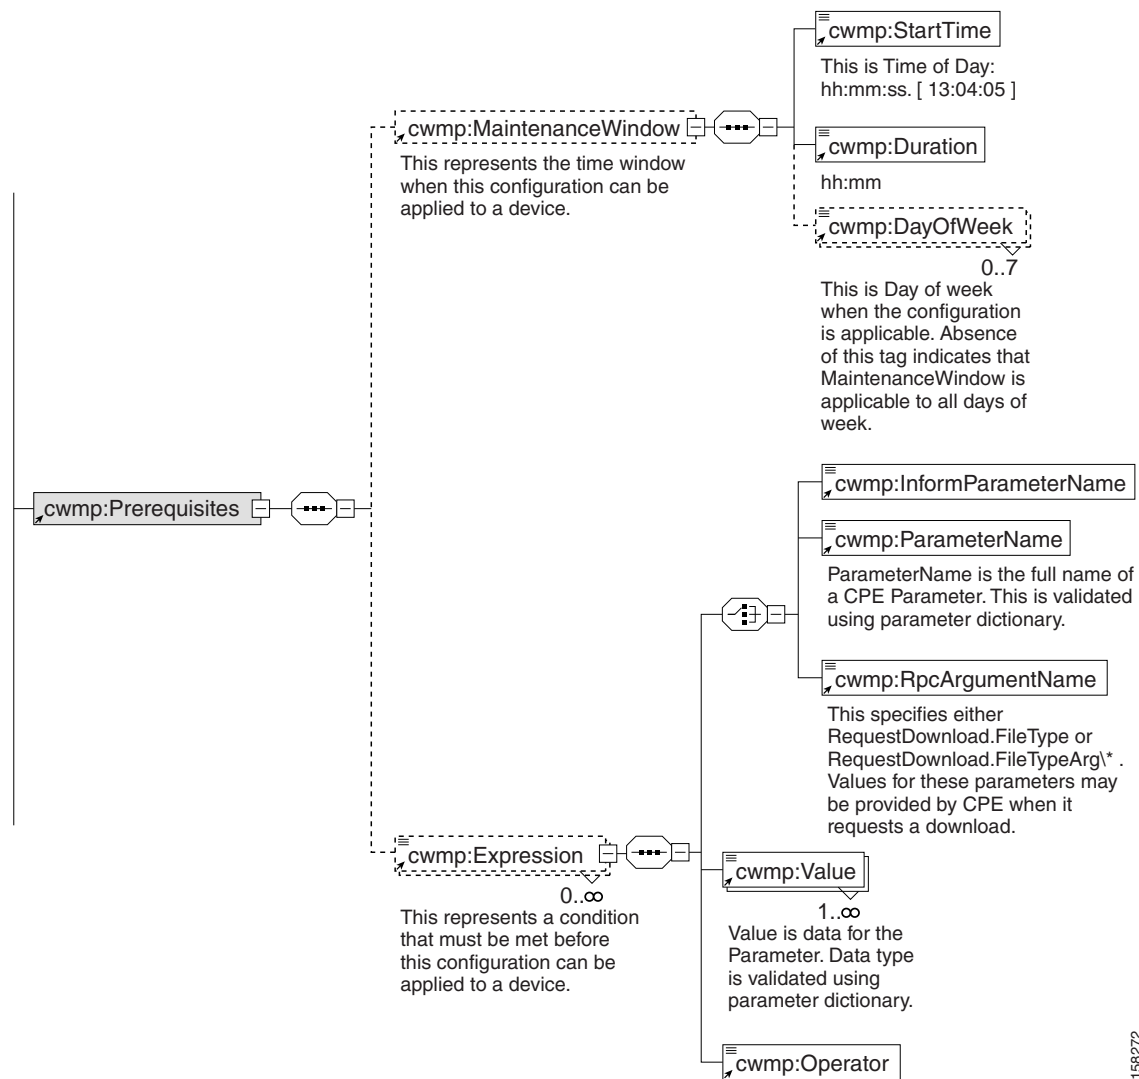 cwmp:StartTime
This is Time of Day:
hh:mm:ss. [ 13:04:05 ]
cwmp:MaintenanceWindow
This represents the time window
when this configuration can be
applied to a device.
cwmp:Duration
hh:mm
cwmp:DayOfWeek
0..7
This is Day of week
when the configuration
is applicable. Absence
of this tag indicates that
MaintenanceWindow is
applicable to all days of
week.
cwmp:Prerequisites
cwmp:InformParameterName
cwmp:ParameterName
ParameterName is the full name of
a CPE Parameter. This is validated
using parameter dictionary.
cwmp:RpcArgumentName
This specifies either
RequestDownload.FileType or
RequestDownload.FileTypeArg\* .
Values for these parameters may
be provided by CPE when it
requests a download.
cwmp:Expression
0..∞
This represents a condition
that must be met before
this configuration can be
applied to a device.
cwmp:Value
1..∞
Value is data for the
Parameter. Data type
is validated using
parameter dictionary.
cwmp:Operator
158272